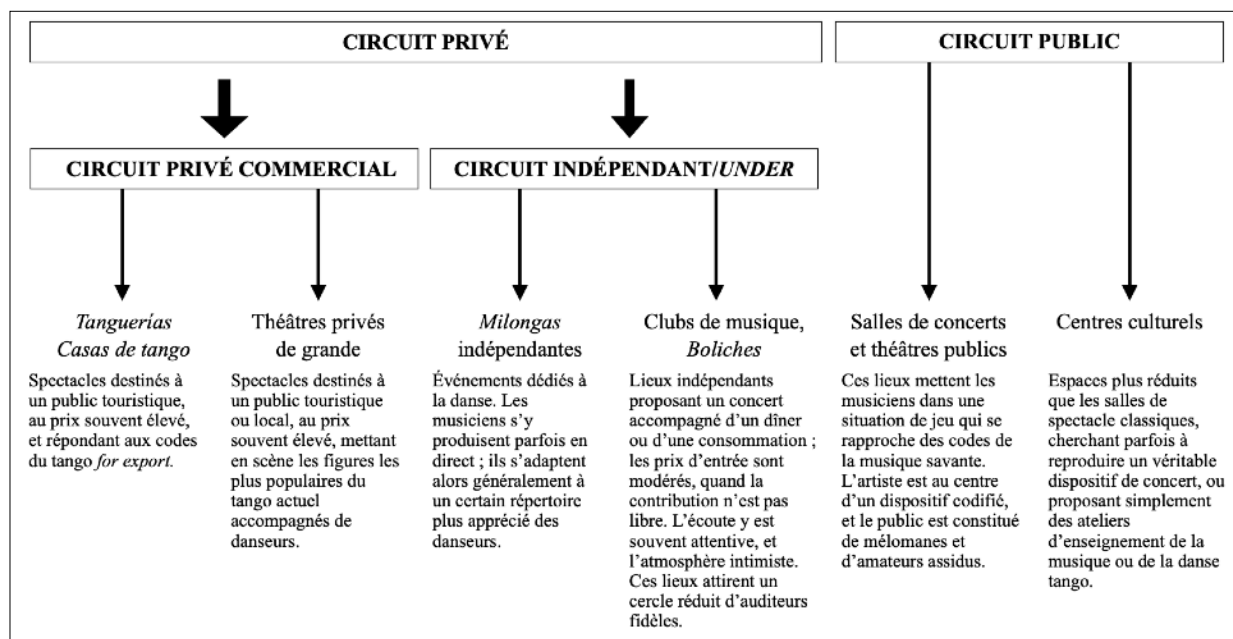 CIRCUIT PRIVÉ
CIRCUIT PUBLIC
CIRCUIT PRIVÉ COMMERCIAL
CIRCUIT INDÉPENDANT/UNDER
Tanguerías
Casas de tango
Spectacles destinés à
un public touristique,
au prix souvent élevé,
et répondant aux codes
du tango for export.
Théâtres privés
de grande
Spectacles destinés à
un public touristique
ou local, au prix
souvent élevé, mettant
en scène les figures les
plus populaires du
tango actuel
accompagnés de
danseurs.
Milongas
indépendantes
Événements dédiés à
la danse. Les
musiciens s’y
produisent parfois en
direct ; ils s’adaptent
alors généralement à
un certain répertoire
plus apprécié des
danseurs.
Clubs de musique,
Boliches
Lieux indépendants
proposant un concert
accompagné d’un dîner
ou d’une consommation ;
les prix d’entrée sont
modérés, quand la
contribution n’est pas
libre. L’écoute y est
souvent attentive, et
l’atmosphère intimiste.
Ces lieux attirent un
cercle réduit d’auditeurs
fidèles.
Salles de concerts
et théâtres publics
Ces lieux mettent les
musiciens dans une
situation de jeu qui se
rapproche des codes de
la musique savante.
L’artiste est au centre
d’un dispositif codifié,
et le public est constitué
de mélomanes et
d’amateurs assidus.
Centres culturels
Espaces plus réduits
que les salles de
spectacle classiques,
cherchant parfois à
reproduire un véritable
dispositif de concert, ou
proposant simplement
des ateliers
d’enseignement de la
musique ou de la danse
tango.